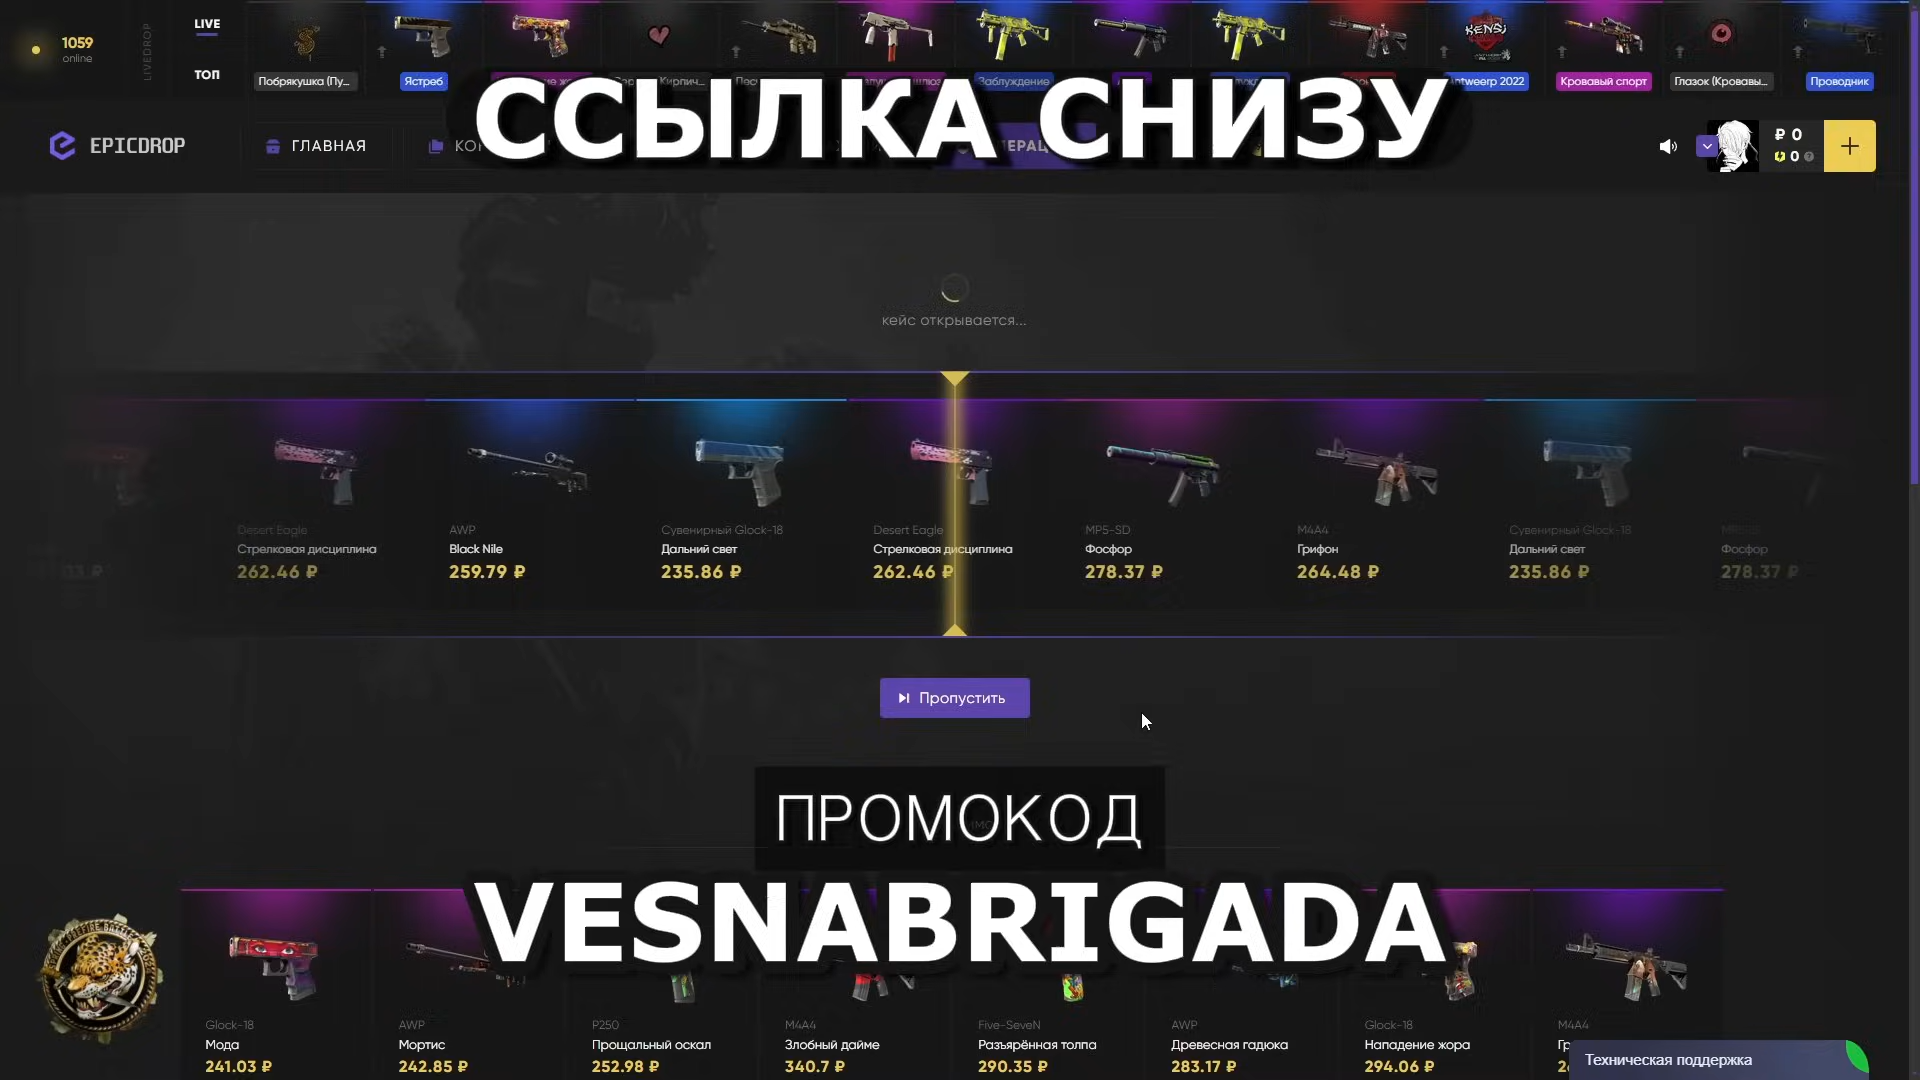 1059
online
LIVEDROP
LIVE
ТОП
Побрякушка (Пу...
Ястреб
Заблуждение
Antweerp 2022
Кровавый спорт
Глазок (Кровавы...
Проводник
ССЫЛКА СНИЗУ
EPICDROP
ГЛАВНАЯ
₽ 0
0
кейс открывается...
Desert Eagle
Стрелковая дисциплина
262.46 ₽
AWP
Black Nile
259.79 ₽
Сувенирный Glock-18
Дальний свет
235.86 ₽
Desert Eagle
Стрелковая дисциплина
262.46 ₽
MP5-SD
Фосфор
278.37 ₽
M4A4
Грифон
264.48 ₽
Сувенирный Glock-18
Дальний свет
235.86 ₽
MP5-SD
Фосфор
278.37 ₽
Пропустить
ПРОМОКОД
VESNABRIGADA
Glock-18
Мода
241.03 ₽
AWP
Мортис
242.85 ₽
P250
Прощальный оскал
252.98 ₽
M4A4
Злобный дайме
340.7 ₽
Five-SeveN
Разъярённая толпа
290.35 ₽
AWP
Древесная гадюка
283.17 ₽
Glock-18
Нападение жора
294.06 ₽
M4A4
Техническая поддержка